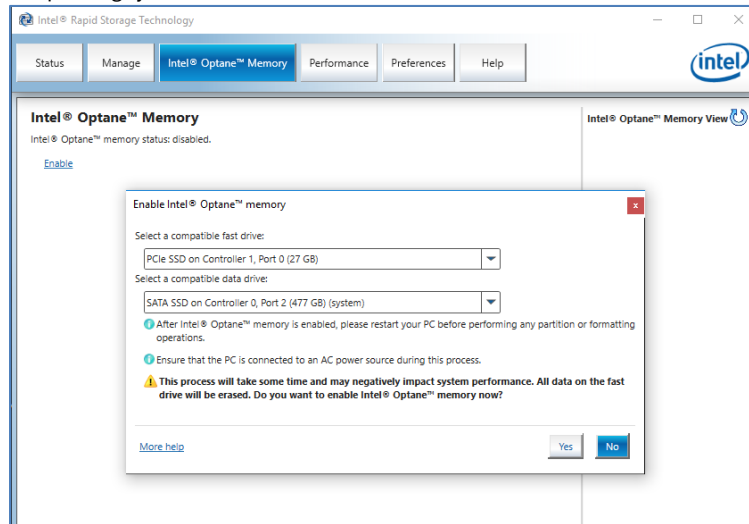 Intel® Rapid Storage Technology
Status Manage Intel® Optane™ Memory Performance Preferences Help
intel
Intel® Optane™ Memory
Intel® Optane™ Memory View
Intel® Optane™ memory status: disabled.
Enable
Enable Intel® Optane™ memory
x
Select a compatible fast drive:
PCIe SSD on Controller 1, Port 0 (27 GB)
Select a compatible data drive:
SATA SSD on Controller 0, Port 2 (477 GB) (system)
After Intel® Optane™ memory is enabled, please restart your PC before performing any partition or formatting
operations.
Ensure that the PC is connected to an AC power source during this process.
This process will take some time and may negatively impact system performance. All data on the fast
drive will be erased. Do you want to enable Intel® Optane™ memory now?
More help
Yes No